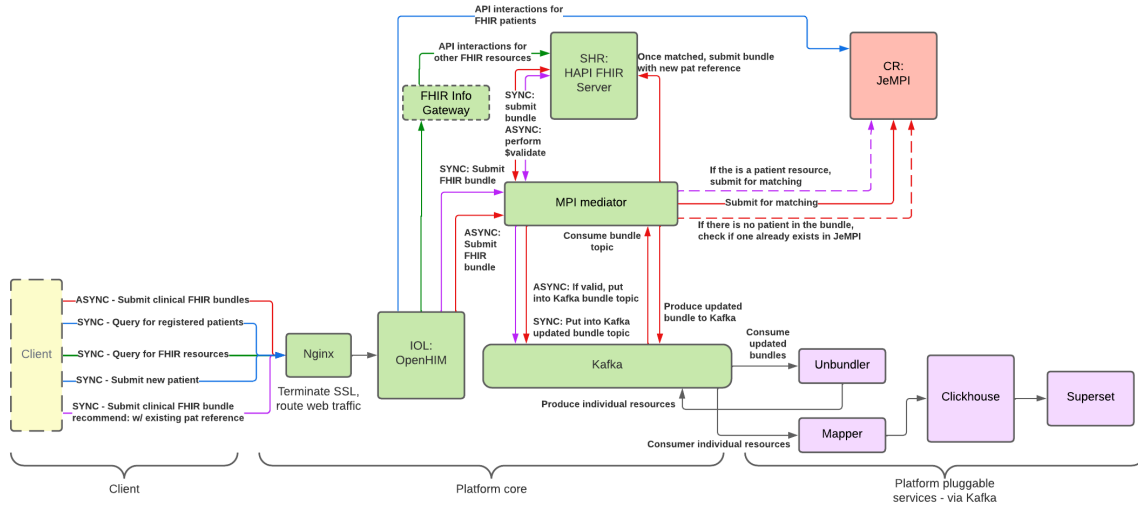 API interactions for
FHIR patients
API interactions for
other FHIR resources
SHR:
HAPI FHIR
Server
Once matched, submit bundle
with new pat reference
CR:
JeMPI
FHIR Info
Gateway
SYNC:
submit
bundle
ASYNC:
perform
$validate
SYNC: Submit
FHIR bundle
If the is a patient resource,
submit for matching
MPI mediator
Submit for matching
If there is no patient in the bundle,
check if one already exists in JeMPI
ASYNC:
Submit
FHIR
bundle
Consume bundle
topic
ASYNC: If valid, put
into Kafka bundle topic
SYNC: Put into Kafka
updated bundle topic
Produce updated
bundle to Kafka
Client
ASYNC - Submit clinical FHIR bundles
SYNC - Query for registered patients
SYNC - Query for FHIR resources
SYNC - Submit new patient
SYNC - Submit clinical FHIR bundle
recommend: w/ existing pat reference
Nginx
Terminate SSL,
route web traffic
IOL:
OpenHIM
Kafka
Consume
updated
bundles
Unbundler
Produce individual resources
Consumer individual resources
Mapper
Clickhouse
Superset
Client
Platform core
Platform pluggable
services - via Kafka